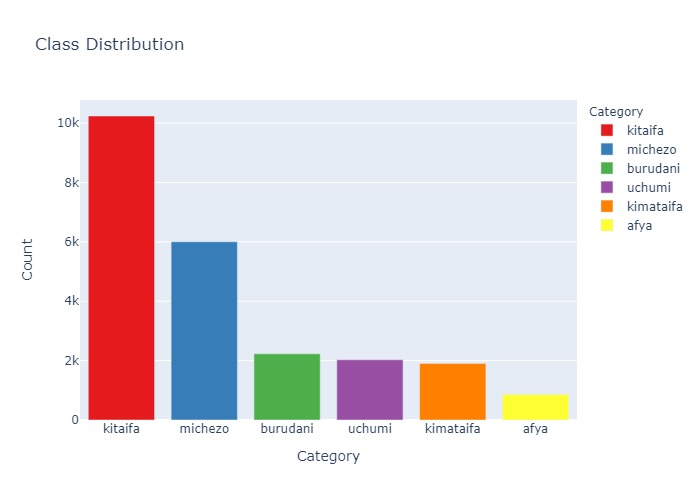 Class Distribution
Count
10k
8k
6k
4k
2k
0
kitaifa
michezo
burudani
uchumi
kimataifa
afya
Category
Category
kitaifa
michezo
burudani
uchumi
kimataifa
afya